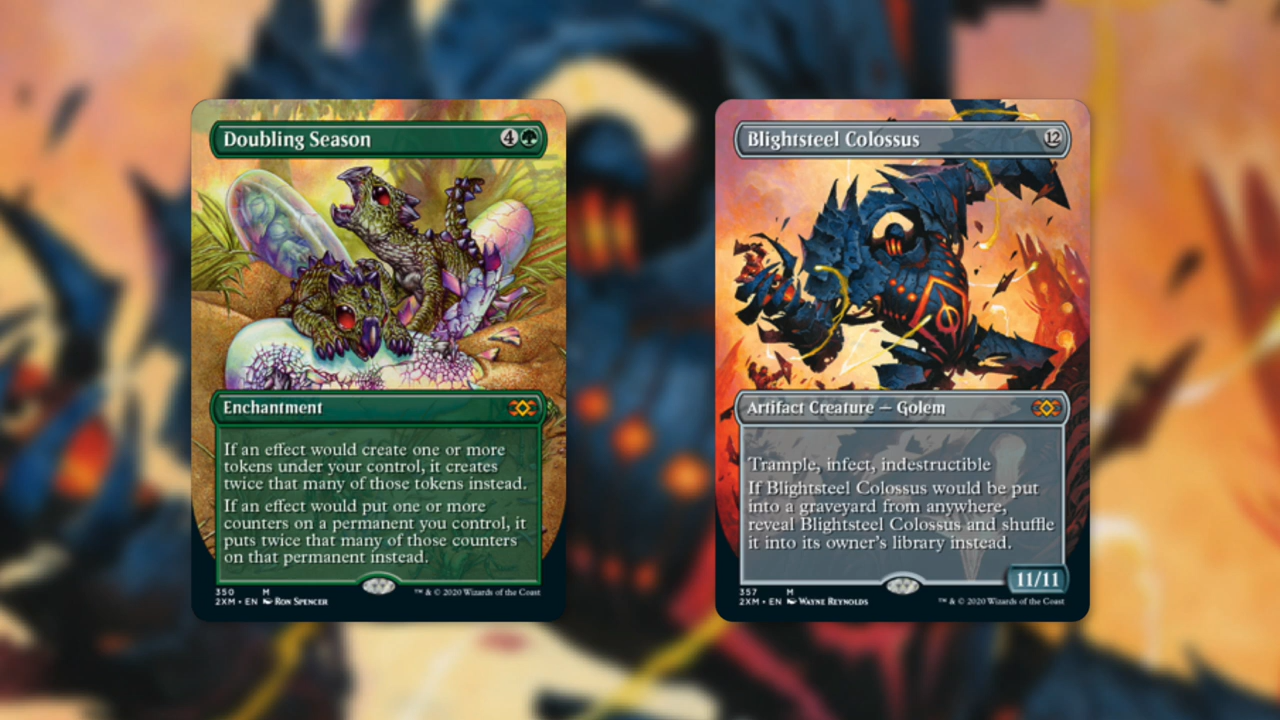 Doubling Season 4
Enchantment
If an effect would create one or more
tokens under your control, it creates
twice that many of those tokens instead.
If an effect would put one or more
counters on a permanent you control, it
puts twice that many of those counters
on that permanent instead.
350 M
2XM • EN Ron Spencer
™ & © 2020 Wizards of the Coast
Blightsteel Colossus 12
Artifact Creature — Golem
Trample, infect, indestructible
If Blightsteel Colossus would be put
into a graveyard from anywhere,
reveal Blightsteel Colossus and shuffle
it into its owner's library instead.
11/11
357 M
2XM • EN Wayne Reynolds
™ & © 2020 Wizards of the Coast